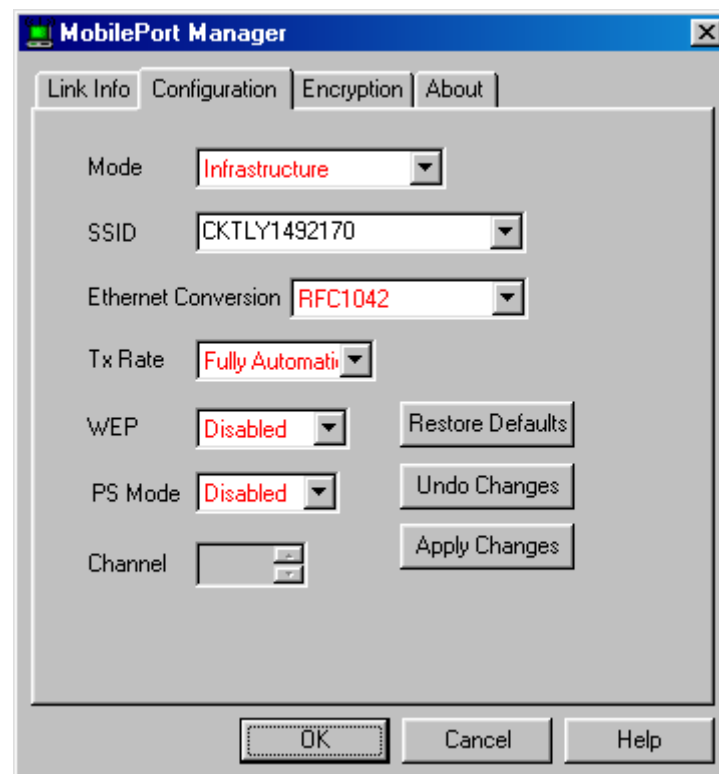 MobilePort Manager
Link Info Configuration Encryption About
Mode Infrastructure
SSID CKTLY1492170
Ethernet Conversion RFC1042
Tx Rate Fully Automati
WEP Disabled Restore Defaults
PS Mode Disabled Undo Changes
Channel Apply Changes
OK Cancel Help